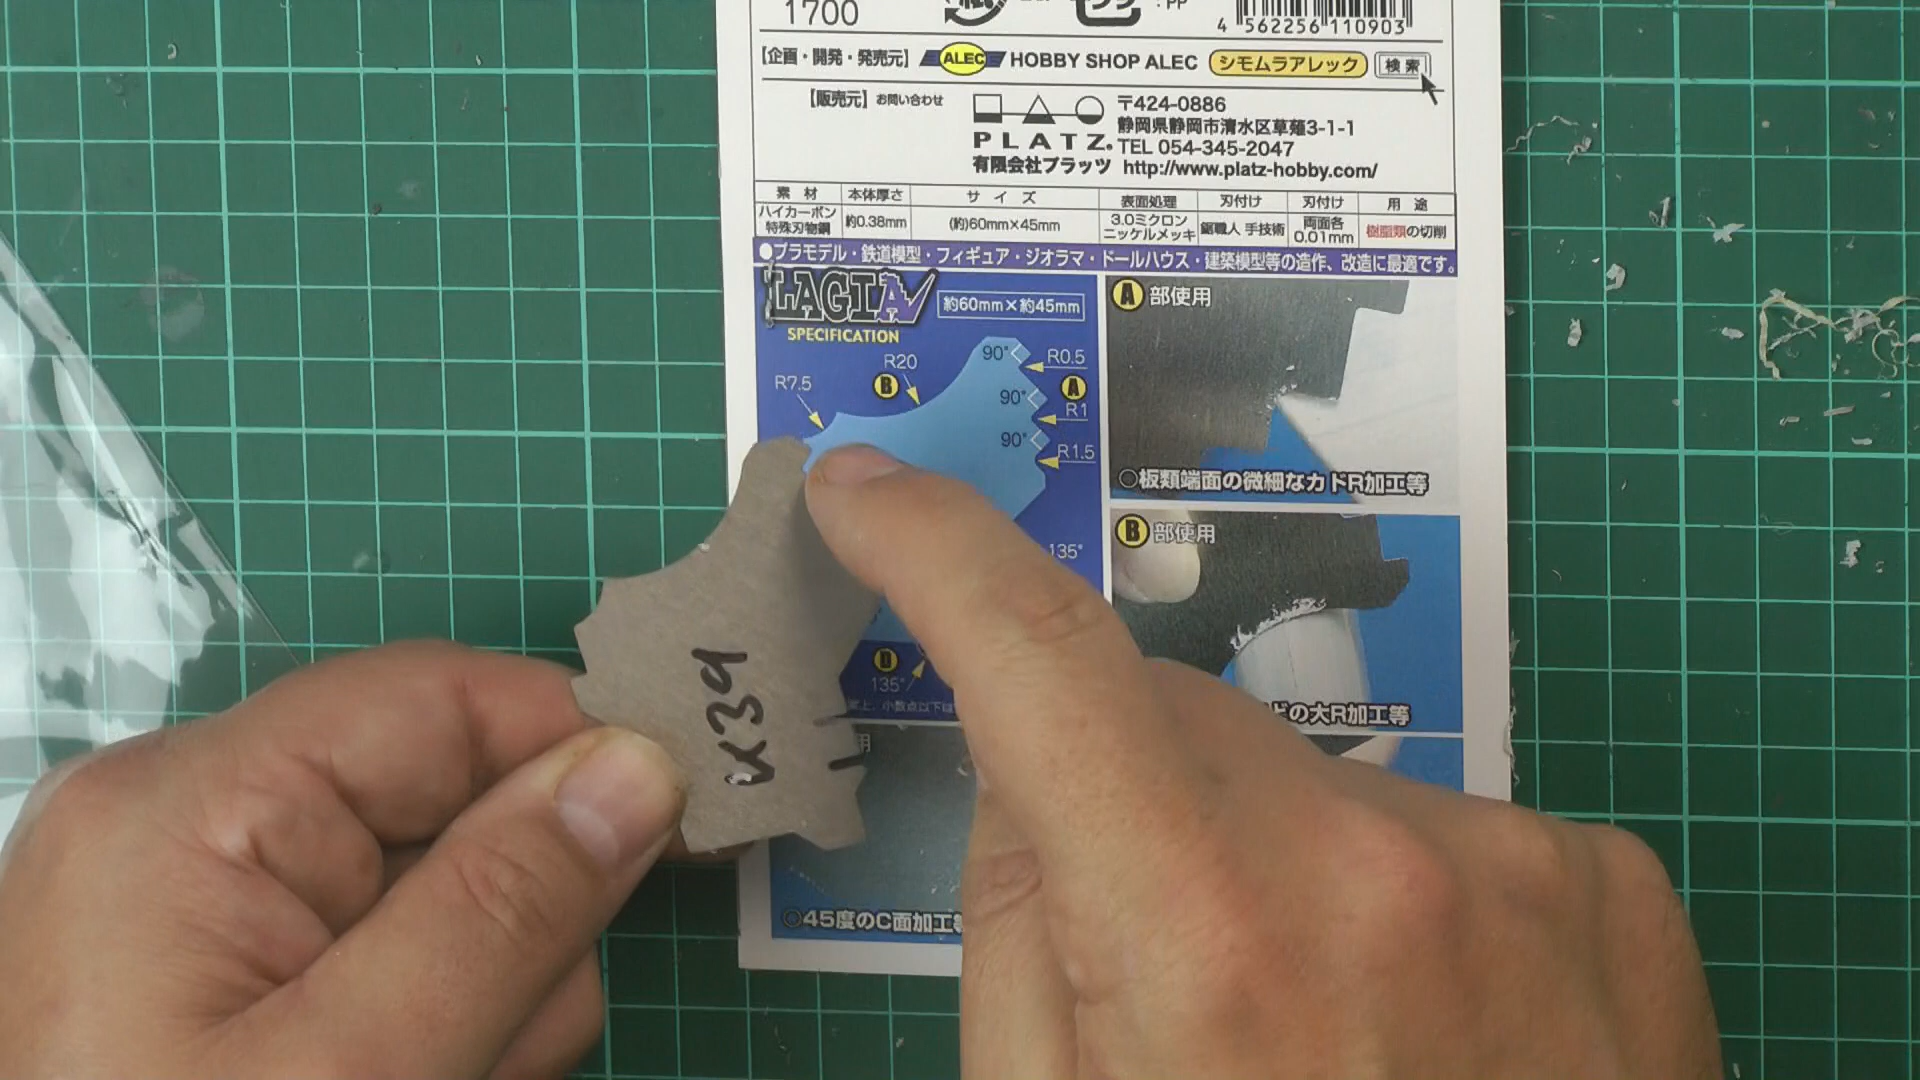 1700
: PP
4 562256 110903
【企画・開発・発売元】 ALEC HOBBY SHOP ALEC シモムラアレック 検索
【販売元】 お問い合わせ
PLATZ.
有限会社プラッツ
〒424-0886
静岡県静岡市清水区草薙3-1-1
TEL 054-345-2047
http://www.platz-hobby.com/
素 材 本体厚さ サ イ ズ 表面処理 刃付け 刃付け 用 途
ハイカーボン特殊刃物鋼 約0.38mm (約)60mm×45mm 3.0ミクロンニッケルメッキ 鋸職人 手技術 両面各0.01mm 樹脂類の切削
●プラモデル・鉄道模型・フィギュア・ジオラマ・ドールハウス・建築模型等の造作、改造に最適です。
LAGIA
SPECIFICATION
約60mm×約45mm
90° R0.5
R20
B
A
R7.5
90° R1
90° R1.5
135°
D
135°
小数点以下は
A 部使用
○板類端面の微細なカドR加工等
B 部使用
どの大R加工等
用
○45度のC面加工等